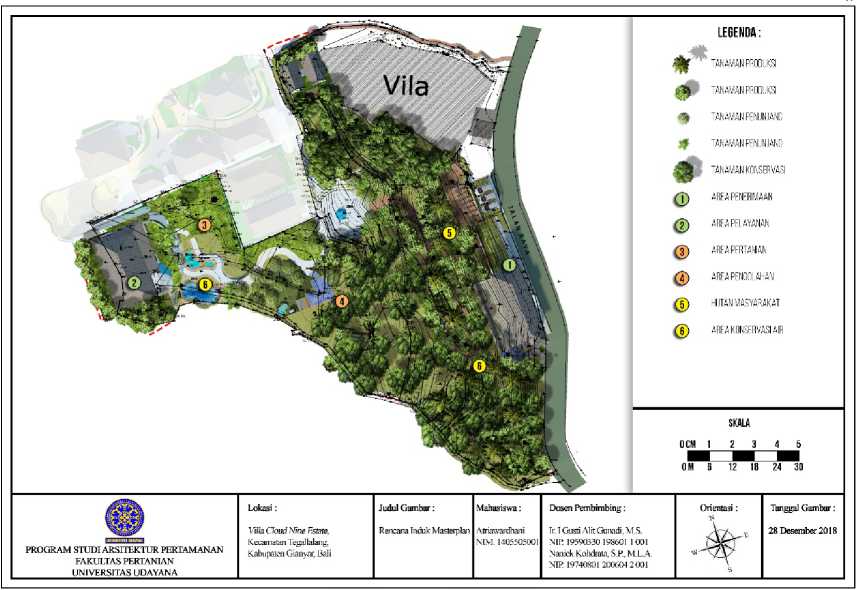 Vila
JALAN RAYA
3
2
6
5
1
4
6
LEGENDA :
TANAMAN PRODUKSI
TANAMAN PRODUKSI
TANAMAN PENUNJANG
TANAMAN PENUNJANG
TANAMAN KONSERVASI
1 AREA PENERIMAAN
2 AREA PELAYANAN
3 AREA PERTANIAN
4 AREA PENGOLAHAN
5 HUTAN MASYARAKAT
6 AREA KONSERVASI AIR
SKALA
0 CM 1 2 3 4 5
0 M 6 12 18 24 30
PROGRAM STUDI ARSITEKTUR PERTAMANAN
FAKULTAS PERTANIAN
UNIVERSITAS UDAYANA
Lokasi :
Villa Cloud Nine Estate,
Kecamatan Tegallalang,
Kabupaten Gianyar, Bali
Judul Gambar :
Rencana Induk Masterplan
Mahasiswa :
Atriawardhani
NIM. 1405505001
Dosen Pembimbing :
Ir. I Gusti Alit Gunadi, M.S.
NIP. 19590330 198601 1 001
Naniek Kohdrata, S.P., M.L.A.
NIP. 19740801 200604 2 001
Orientasi :
N
E
W
S
Tanggal Gambar :
28 Desember 2018